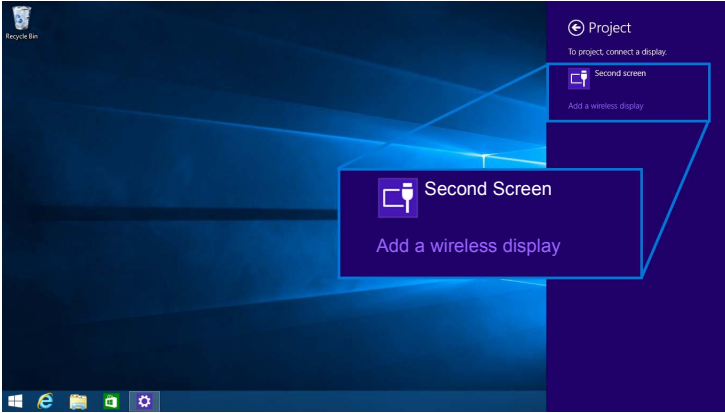 Recycle Bin
Project
To project, connect a display.
Second screen
Add a wireless display
Second Screen
Add a wireless display